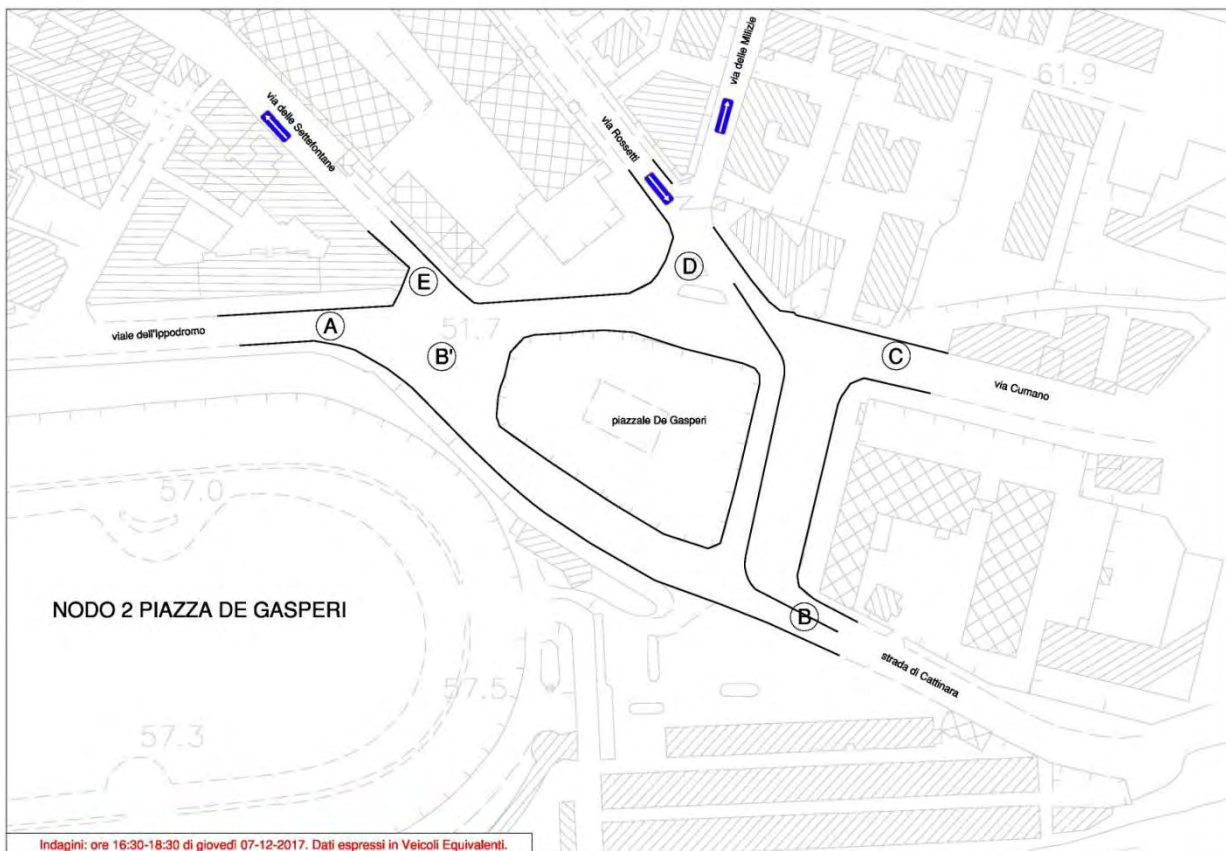 via delle Milizie
61.9
via delle Settefontane
via Rossetti
D
E
viale dell'Ippodromo
A
51.7
B'
C
via Cumano
piazzale De Gasperi
57.0
NODO 2 PIAZZA DE GASPERI
B
strada di Cattinara
57.5
57.3
Indagini: ore 16:30-18:30 di giovedì 07-12-2017. Dati espressi in Veicoli Equivalenti.